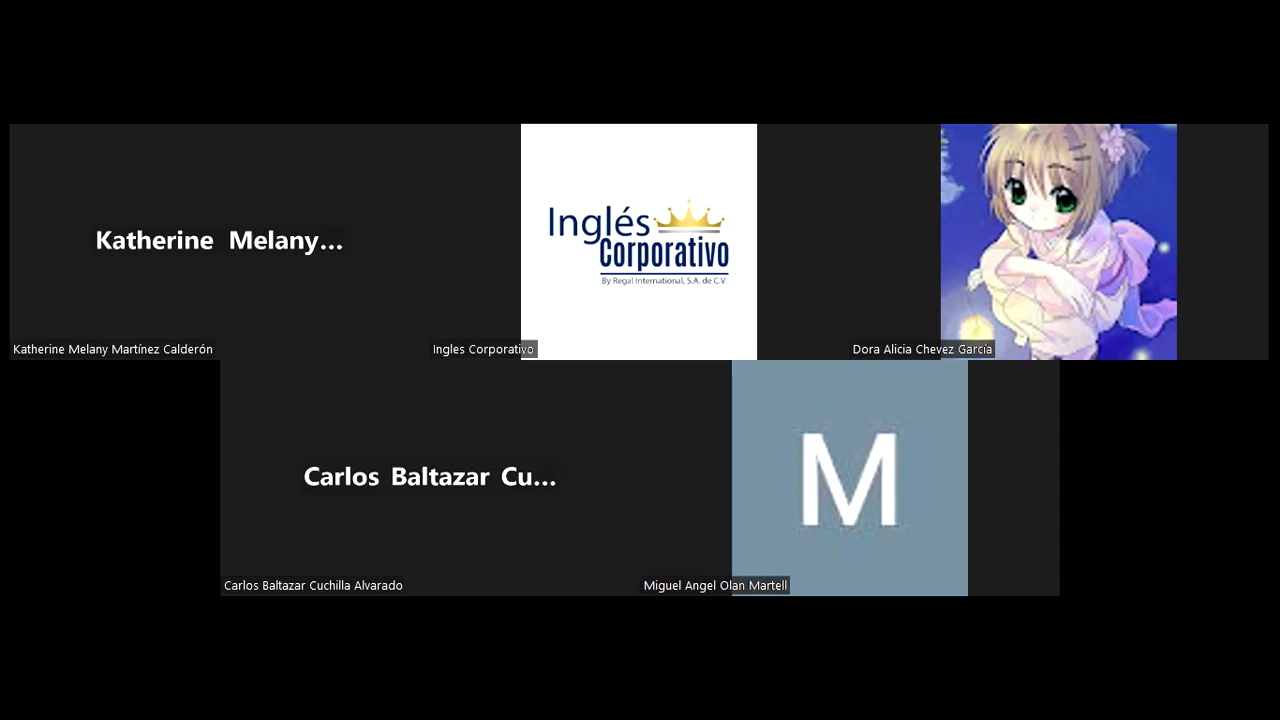 Katherine Melany...
Katherine Melany Martínez Calderón
Inglés
Corporativo
By Regal International, S.A. de C.V.
Ingles Corporativo
Dora Alicia Chevez García
Carlos Baltazar Cu...
Carlos Baltazar Cuchilla Alvarado
M
Miguel Angel Olan Martell